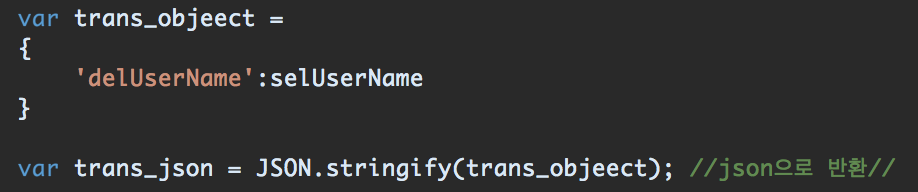 var trans_objeect =
{
    'delUserName':selUserName
}
var trans_json = JSON.stringify(trans_objeect); //json으로 반환//